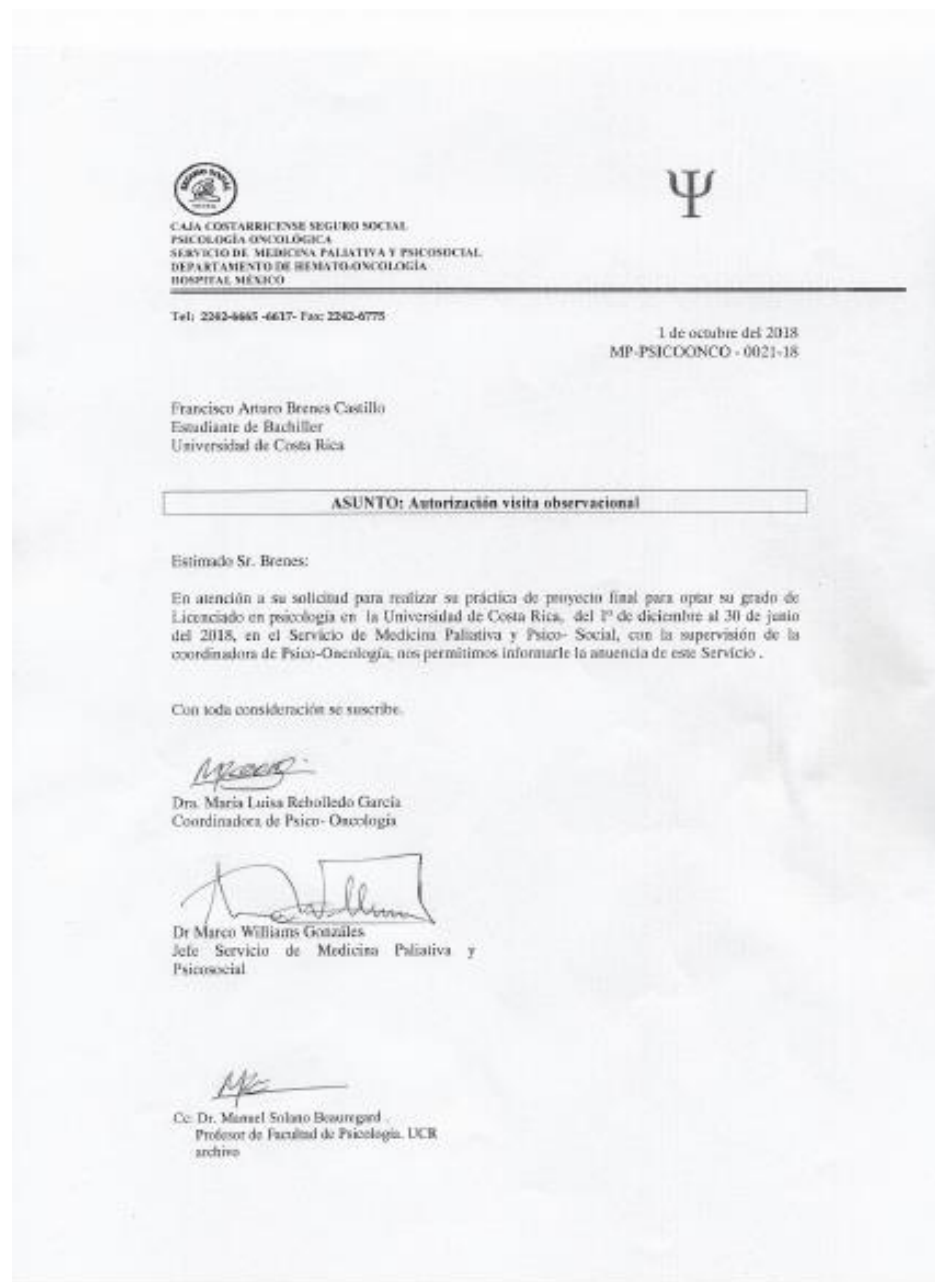 SEGURO SOCIAL
Ψ
CAJA COSTARRICENSE SEGURO SOCIAL
PSICOLOGÍA ONCOLÓGICA
SERVICIO DE MEDICINA PALIATIVA Y PSICOSOCIAL
DEPARTAMENTO DE HEMATO-ONCOLOGÍA
HOSPITAL MÉXICO
Tel: 2242-6665 -6617- Fax: 2242-6775
1 de octubre del 2018
MP-PSICOONCO - 0021-18
Francisco Arturo Brenes Castillo
Estudiante de Bachiller
Universidad de Costa Rica
ASUNTO: Autorización visita observacional
Estimado Sr. Brenes:
En atención a su solicitud para realizar su práctica de proyecto final para optar su grado de
Licenciado en psicología en la Universidad de Costa Rica, del 1º de diciembre al 30 de junio
del 2018, en el Servicio de Medicina Paliativa y Psico- Social, con la supervisión de la
coordinadora de Psico-Oncología, nos permitimos informarle la anuencia de este Servicio .
Con toda consideración se suscribe.
Dra. Maria Luisa Rebolledo García
Coordinadora de Psico- Oncología
Dr Marco Williams Gonzáles
Jefe Servicio de Medicina Paliativa y
Psicosocial
Cc: Dr. Manuel Solano Beauregard .
Profesor de Facultad de Psicología. UCR
archivo